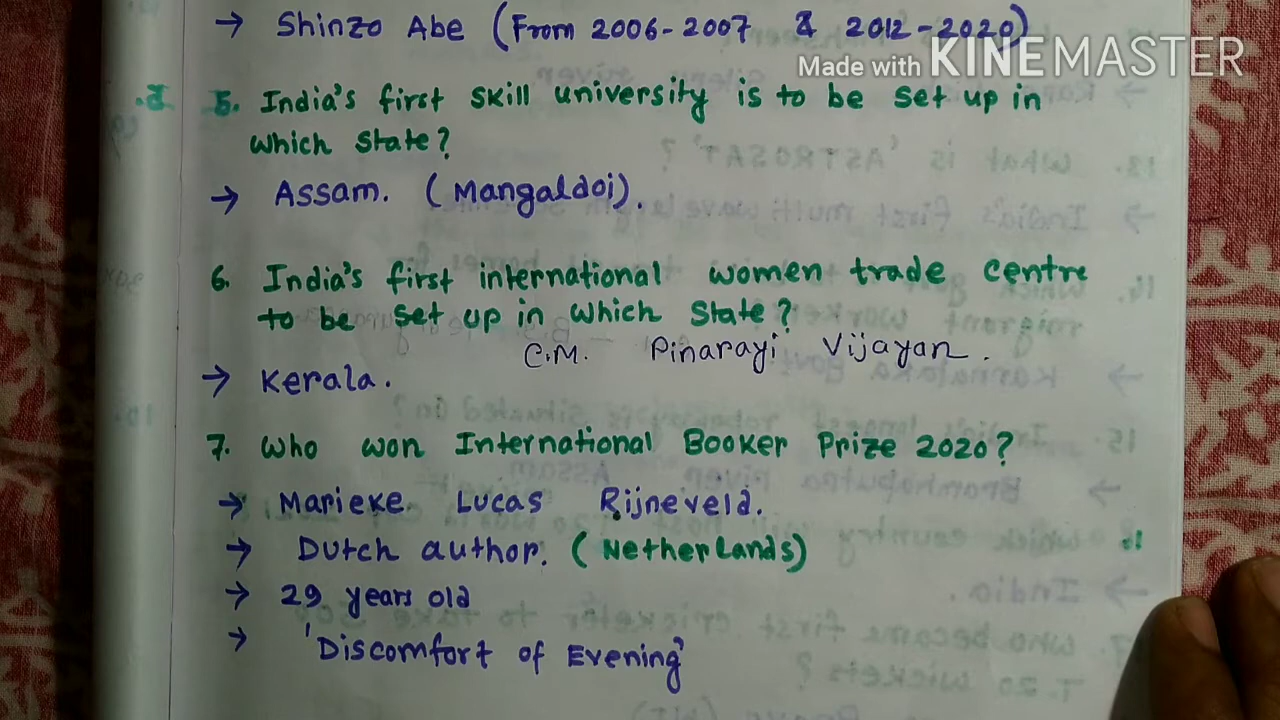 → Shinzo Abe (From 2006-2007 & 2012-2020)
Made with KINEMASTER
5. India's first skill university is to be set up in
which state?
→ Assam. (Mangaldoi).
6. India's first international women trade centre
to be set up in which state?
C.M. Pinarayi Vijayan.
→ Kerala.
7. Who won International Booker Prize 2020?
→ Marieke Lucas Rijneveld.
→ Dutch author. (Netherlands)
→ 29 years old
→ 'Discomfort of Evening'